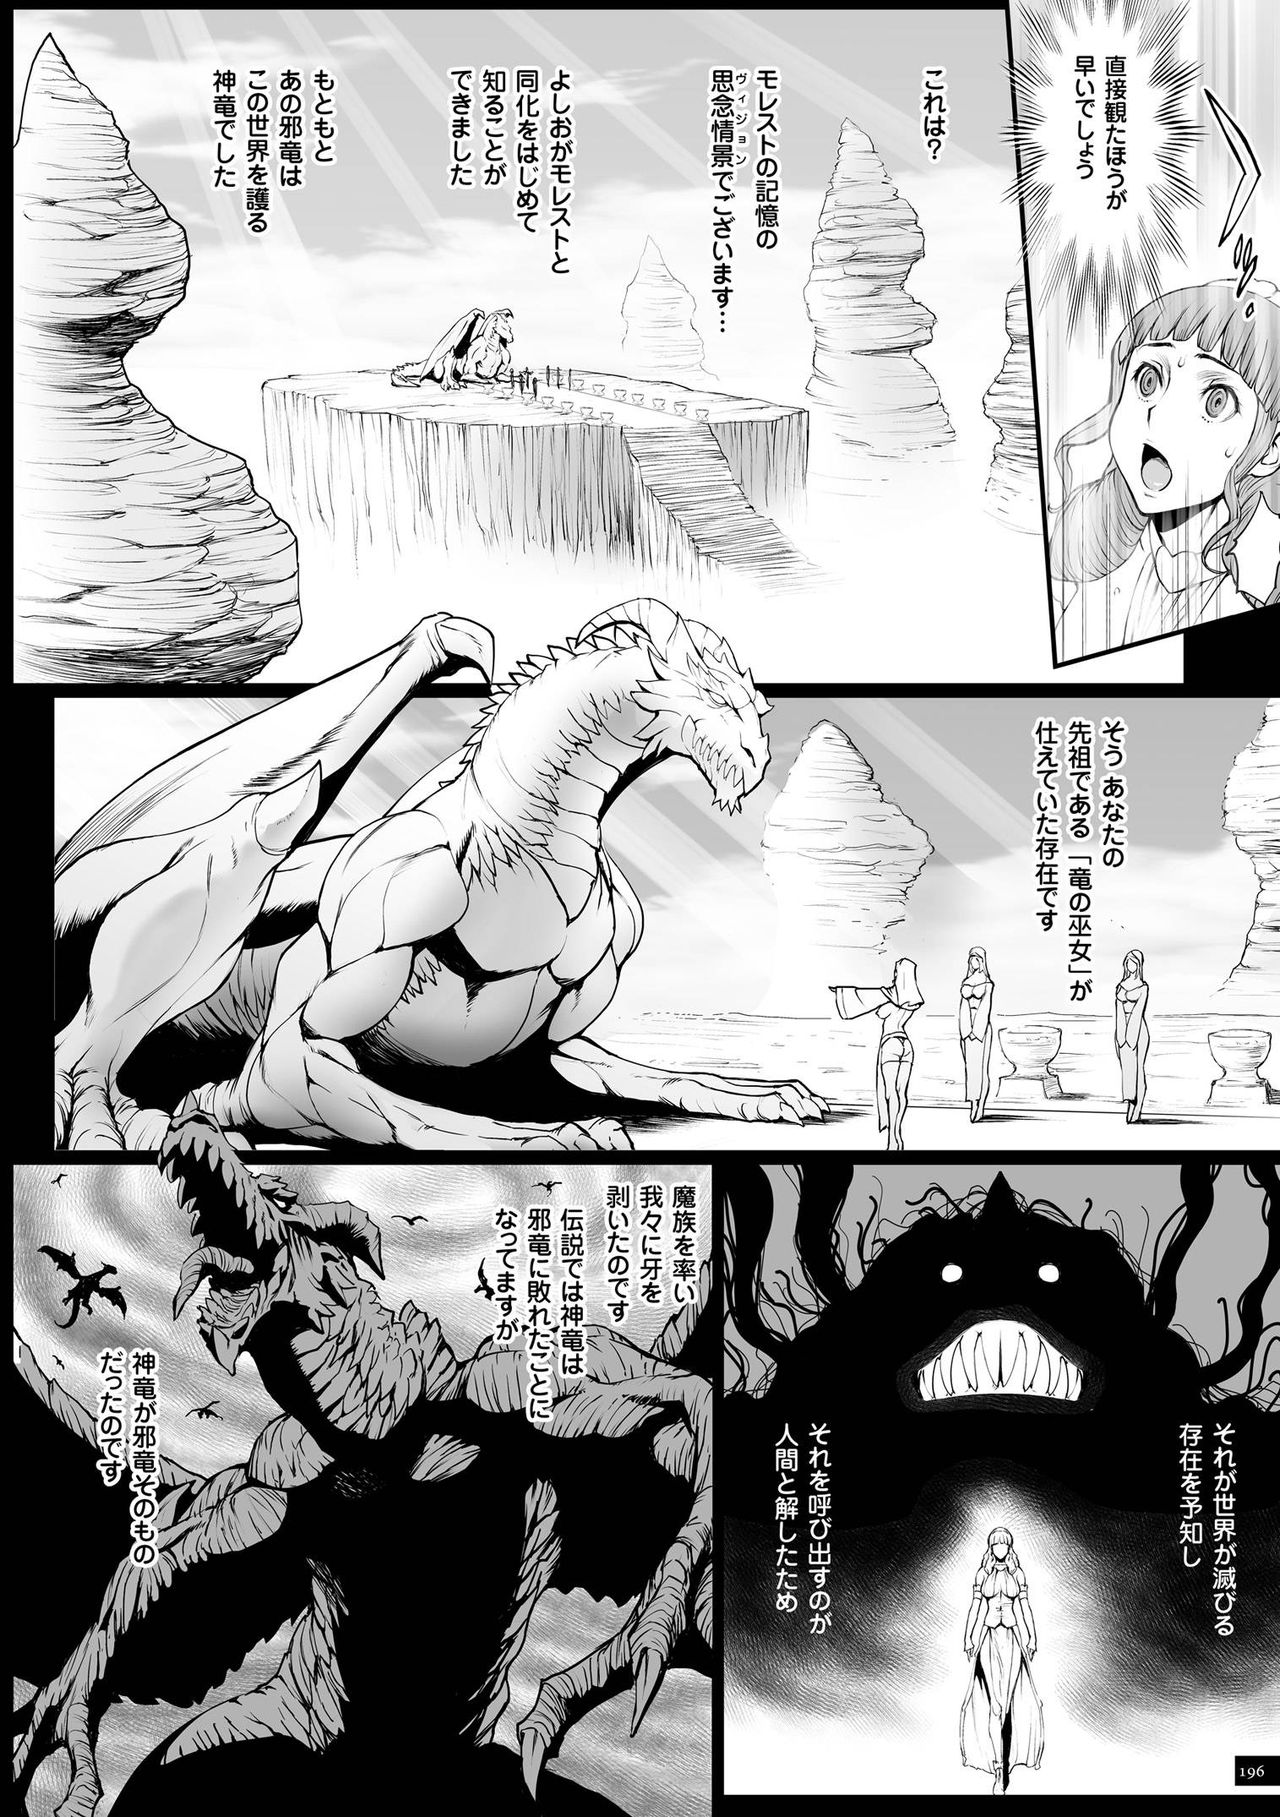 直接観たほうが
早いでしょう
これは？
モレストの記憶の
思念情景でございます…
ヴィジョン
よしおがモレストと
同化をはじめて
知ることが
できました
もともと
あの邪竜は
この世界を護る
神竜でした
そう あなたの
先祖である「竜の巫女」が
仕えていた存在です
それが世界が滅びる
存在を予知し
それを呼び出すのが
人間と解したため
魔族を率い
我々に牙を
剥いたのです
伝説では神竜は
邪竜に敗れたことに
なってますが
神竜が邪竜そのもの
だったのです
196